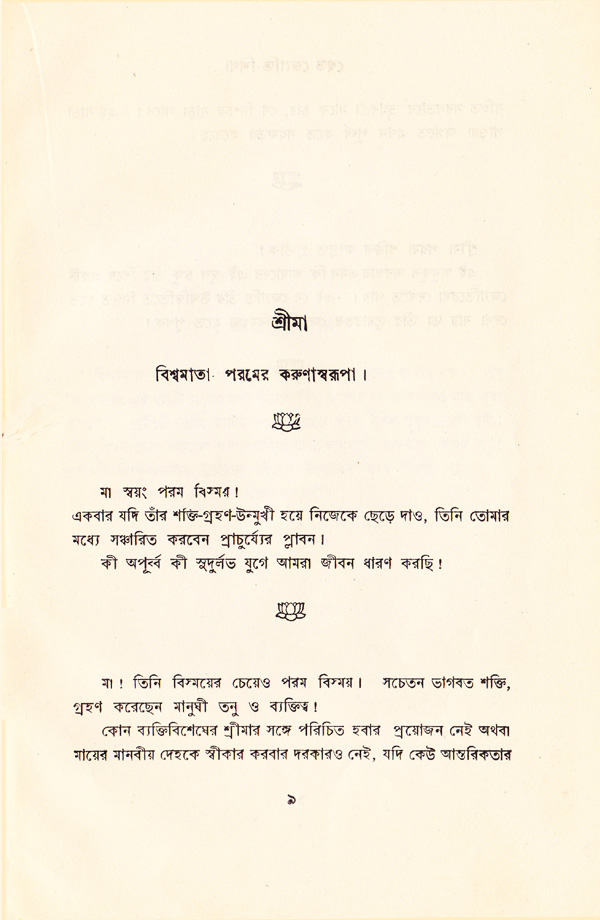 শ্রীমা
বিশ্বমাতা পরমের করুণাস্বরূপা।
মা স্বয়ং পরম বিস্ময়!
একবার যদি তাঁর শক্তি-গ্রহণ-উন্মুখী হয়ে নিজেকে ছেড়ে দাও, তিনি তোমার
মধ্যে সঞ্চারিত করবেন প্রাচুর্য্যের প্লাবন।
কী অপূর্ব্ব কী সুদুর্লভ যুগে আমরা জীবন ধারণ করছি!
মা! তিনি বিস্ময়ের চেয়েও পরম বিস্ময়। সচেতন ভাগবত শক্তি,
গ্রহণ করেছেন মানুষী তনু ও ব্যক্তিত্ব!
কোন ব্যক্তিবিশেষের শ্রীমার সঙ্গে পরিচিত হবার প্রয়োজন নেই অথবা
মায়ের মানবীয় দেহকে স্বীকার করবার দরকারও নেই, যদি কেউ আন্তরিকতার
৯